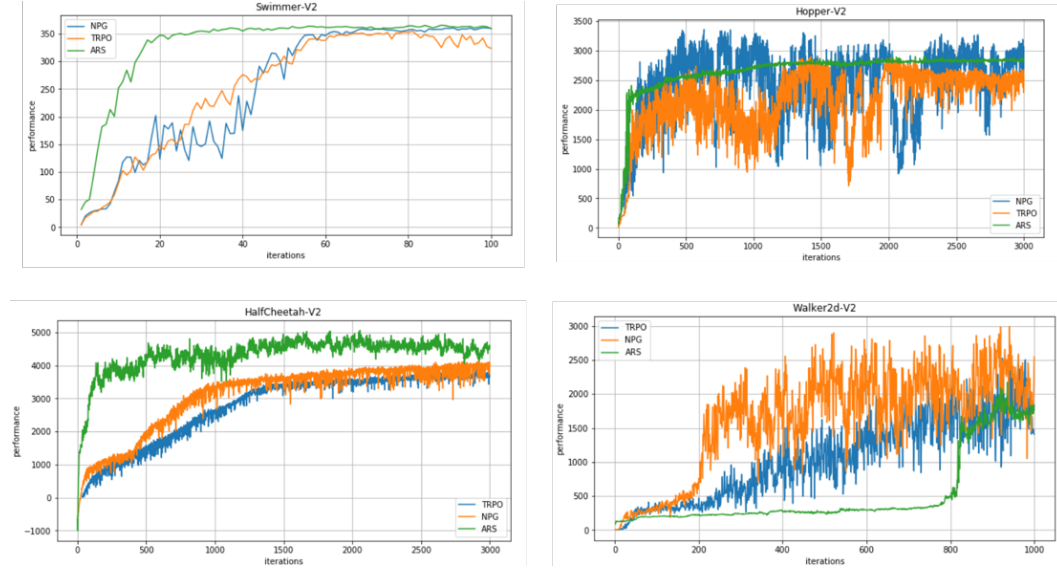 Swimmer-V2
NPG
TRPO
ARS
performance
350
300
250
200
150
100
50
0
0 20 40 60 80 100
iterations
Hopper-V2
performance
3500
3000
2500
2000
1500
1000
500
0
NPG
TRPO
ARS
0 500 1000 1500 2000 2500 3000
iterations
HalfCheetah-V2
performance
5000
4000
3000
2000
1000
0
−1000
TRPO
NPG
ARS
0 500 1000 1500 2000 2500 3000
iterations
Walker2d-V2
TRPO
NPG
ARS
performance
3000
2500
2000
1500
1000
500
0
0 200 400 600 800 1000
iterations